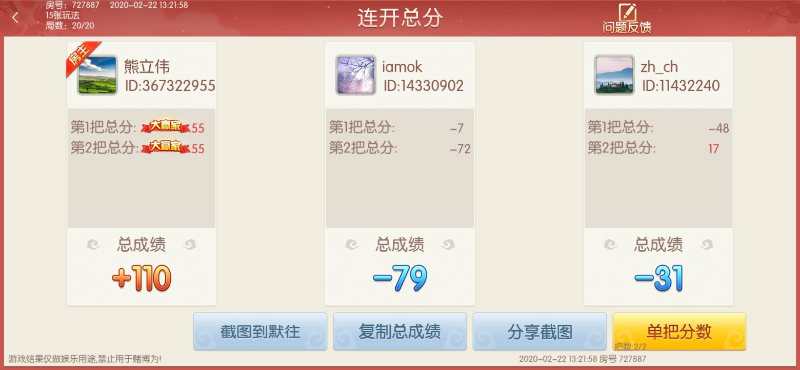 房号：727887 2020-02-22 13:21:58
15张玩法
局数：20/20
连开总分
问题反馈
房主
熊立伟
ID:367322955
第1把总分: 大赢家 55
第2把总分: 大赢家 55
总成绩
+110
iamok
ID:14330902
第1把总分: -7
第2把总分: -72
总成绩
-79
zh_ch
ID:11432240
第1把总分: -48
第2把总分: 17
总成绩
-31
截图到默往
复制总成绩
分享截图
单把分数
把数:2/2
游戏结果仅做娱乐用途,禁止用于赌博为!
2020-02-22 13:21:58 房号 727887